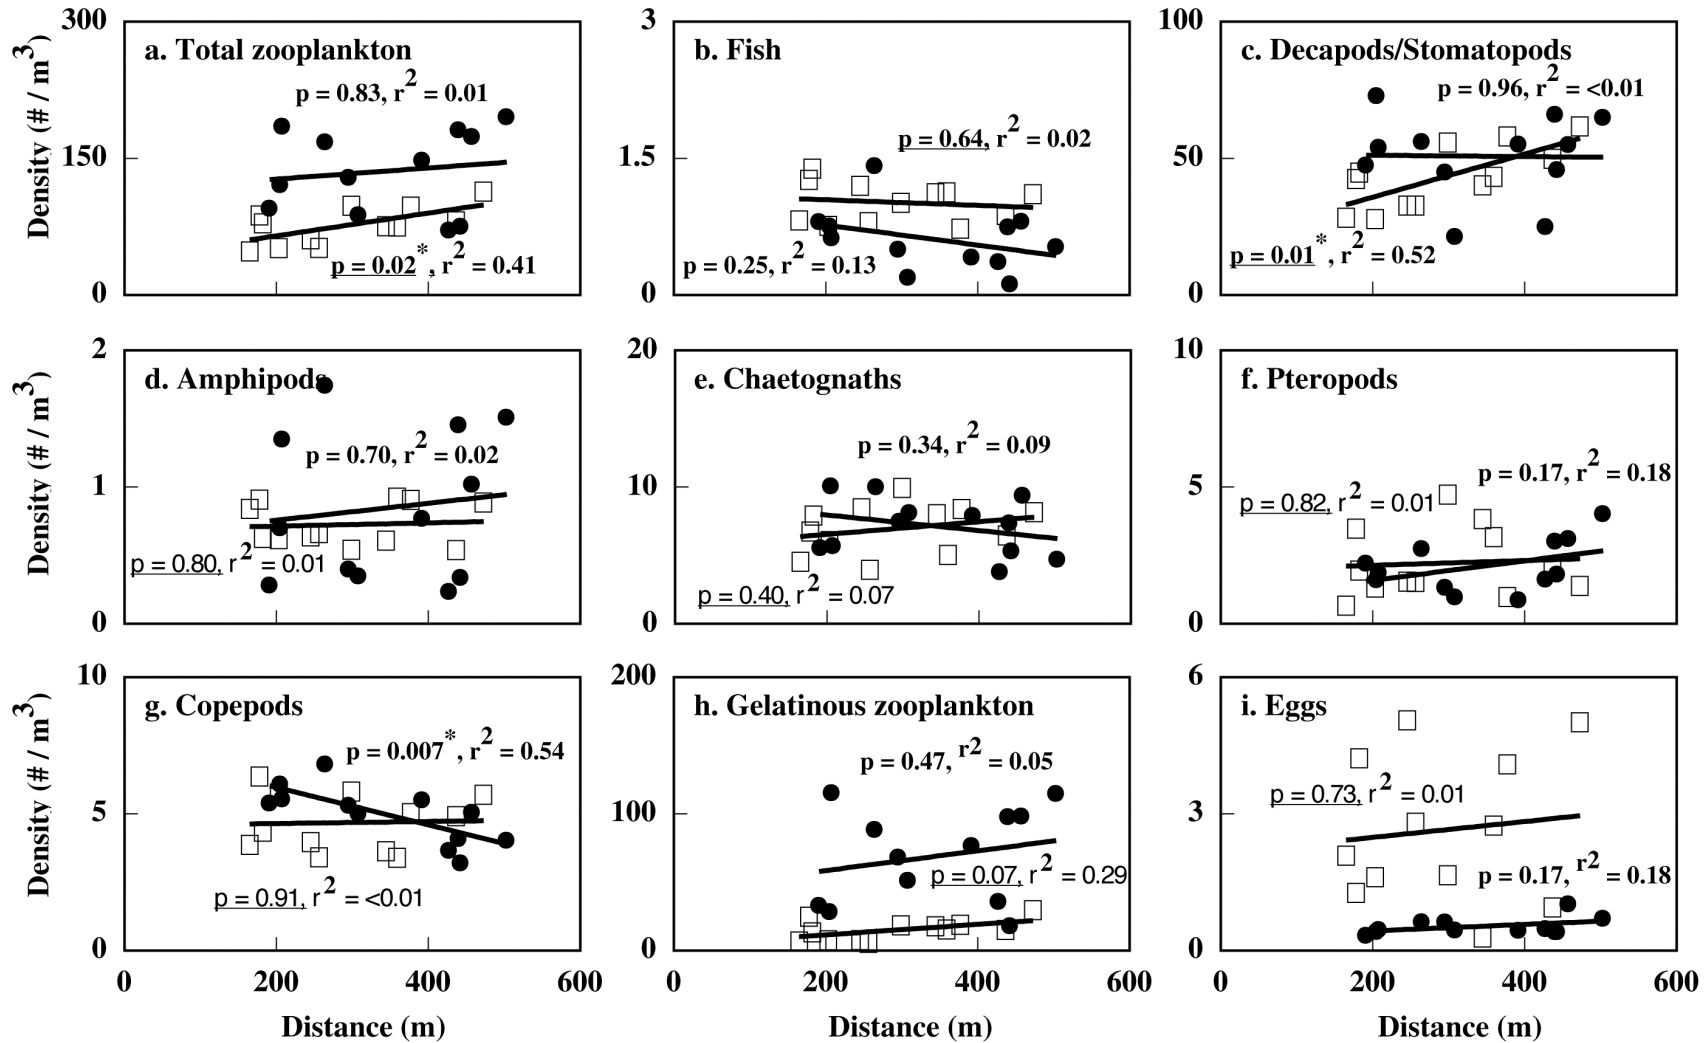 300
150
0
Density (# / m3)
a. Total zooplankton
p = 0.83, r2 = 0.01
p = 0.02*, r2 = 0.41
3
1.5
0
b. Fish
p = 0.64, r2 = 0.02
p = 0.25, r2 = 0.13
100
50
0
c. Decapods/Stomatopods
p = 0.96, r2 = <0.01
p = 0.01*, r2 = 0.52
2
1
0
Density (# / m3)
d. Amphipods
p = 0.70, r2 = 0.02
p = 0.80, r2 = 0.01
20
10
0
e. Chaetognaths
p = 0.34, r2 = 0.09
p = 0.40, r2 = 0.07
10
5
0
f. Pteropods
p = 0.17, r2 = 0.18
p = 0.82, r2 = 0.01
10
5
0
Density (# / m3)
g. Copepods
p = 0.007*, r2 = 0.54
p = 0.91, r2 = <0.01
0 200 400 600
Distance (m)
200
100
0
h. Gelatinous zooplankton
p = 0.47, r2 = 0.05
p = 0.07, r2 = 0.29
0 200 400 600
Distance (m)
6
3
0
i. Eggs
p = 0.73, r2 = 0.01
p = 0.17, r2 = 0.18
0 200 400 600
Distance (m)